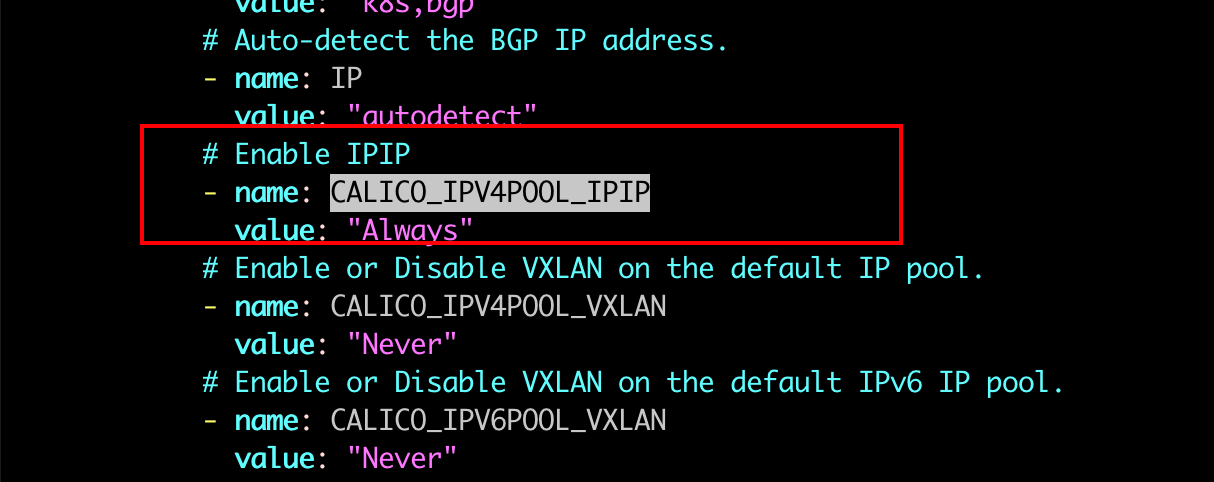 value: "k8s,bgp"
# Auto-detect the BGP IP address.
- name: IP
value: "autodetect"
# Enable IPIP
- name: CALICO_IPV4POOL_IPIP
value: "Always"
# Enable or Disable VXLAN on the default IP pool.
- name: CALICO_IPV4POOL_VXLAN
value: "Never"
# Enable or Disable VXLAN on the default IPv6 IP pool.
- name: CALICO_IPV6POOL_VXLAN
value: "Never"